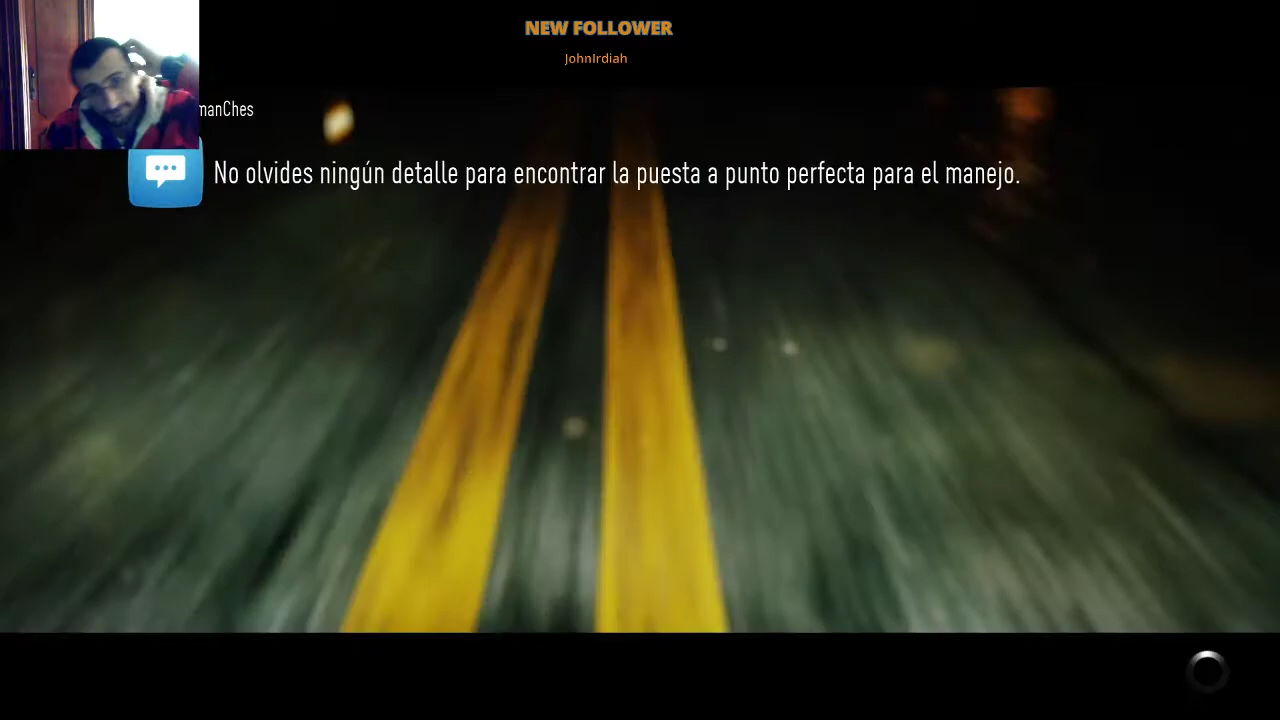 NEW FOLLOWER
JohnIrdiah
manChes
No olvides ningún detalle para encontrar la puesta a punto perfecta para el manejo.